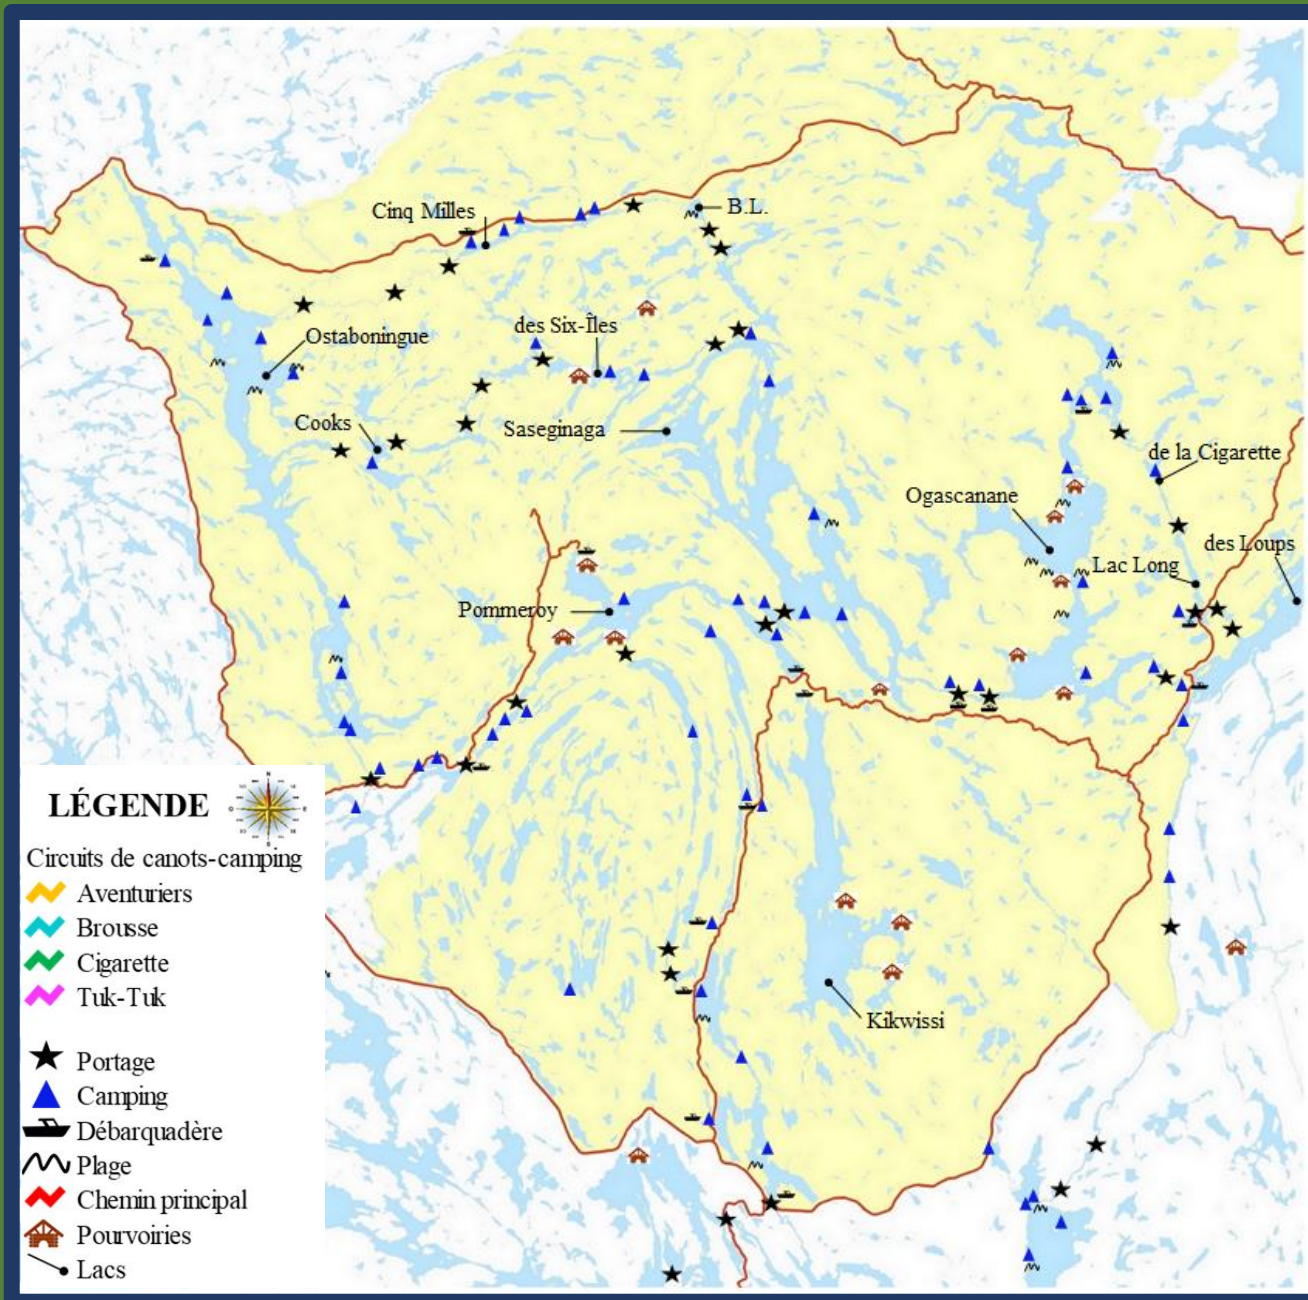 Cinq Milles
B.L.
des Six-Îles
Ostaboningue
Cooks
Saseginaga
de la Cigarette
Ogascanane
des Loups
Lac Long
Pommeroy
Kikwissi
LÉGENDE
Circuits de canots-camping
Aventuriers
Brousse
Cigarette
Tuk-Tuk
Portage
Camping
Débarquadère
Plage
Chemin principal
Pourvoiries
Lacs